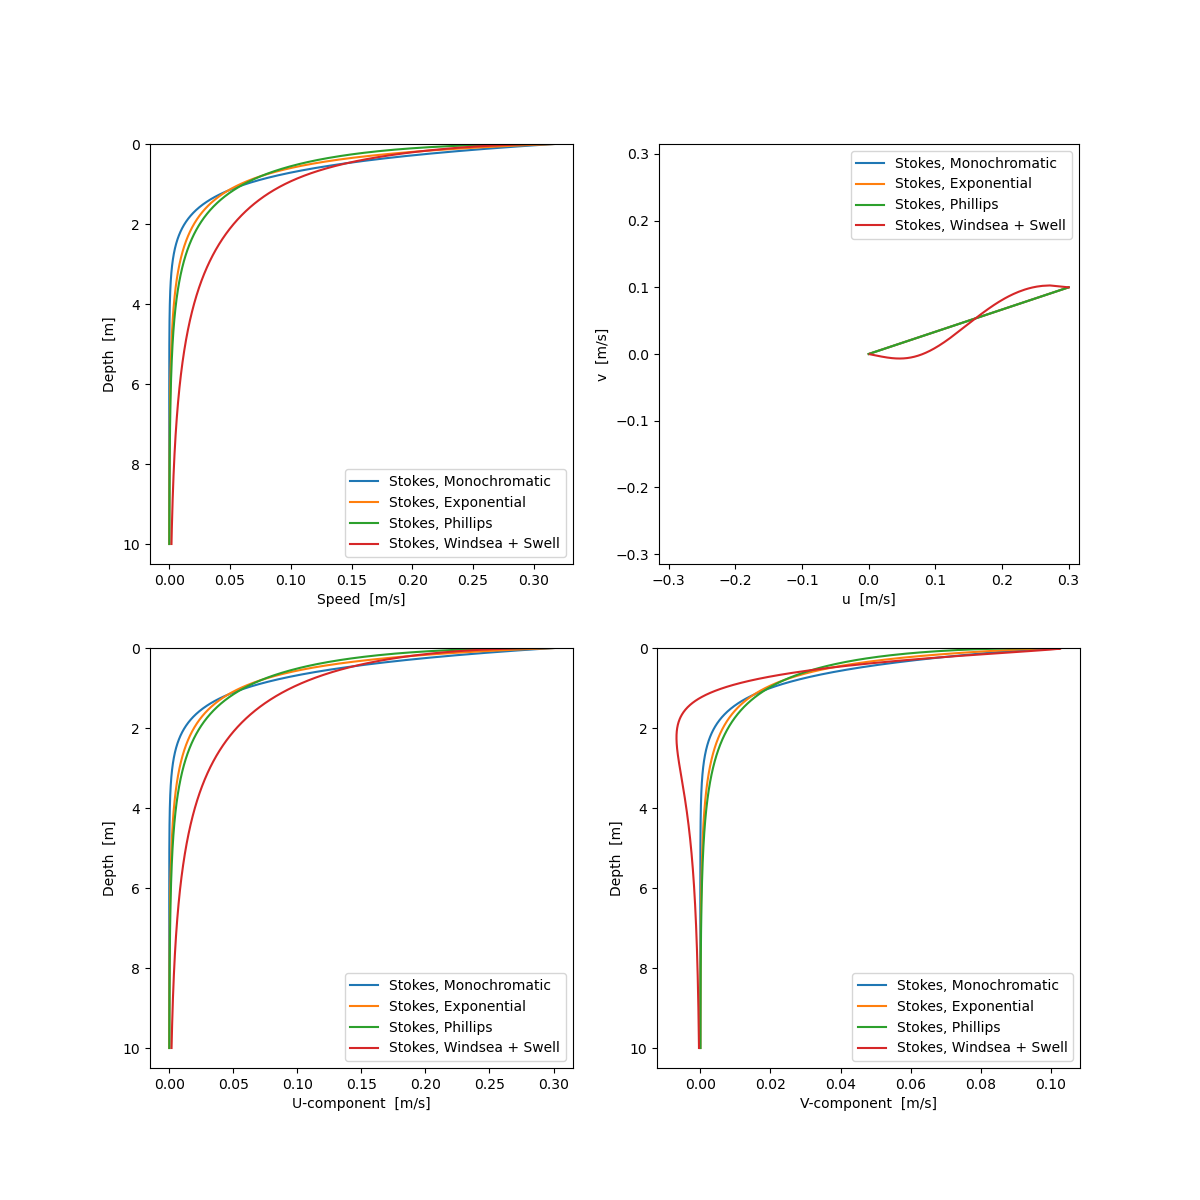 0
2
4
6
8
10
Depth  [m]
0.00 0.05 0.10 0.15 0.20 0.25 0.30
Speed  [m/s]
Stokes, Monochromatic
Stokes, Exponential
Stokes, Phillips
Stokes, Windsea + Swell
0.3
0.2
0.1
0.0
−0.1
−0.2
−0.3
v  [m/s]
−0.3 −0.2 −0.1 0.0 0.1 0.2 0.3
u  [m/s]
Stokes, Monochromatic
Stokes, Exponential
Stokes, Phillips
Stokes, Windsea + Swell
0
2
4
6
8
10
Depth  [m]
0.00 0.05 0.10 0.15 0.20 0.25 0.30
U-component  [m/s]
Stokes, Monochromatic
Stokes, Exponential
Stokes, Phillips
Stokes, Windsea + Swell
0
2
4
6
8
10
Depth  [m]
0.00 0.02 0.04 0.06 0.08 0.10
V-component  [m/s]
Stokes, Monochromatic
Stokes, Exponential
Stokes, Phillips
Stokes, Windsea + Swell